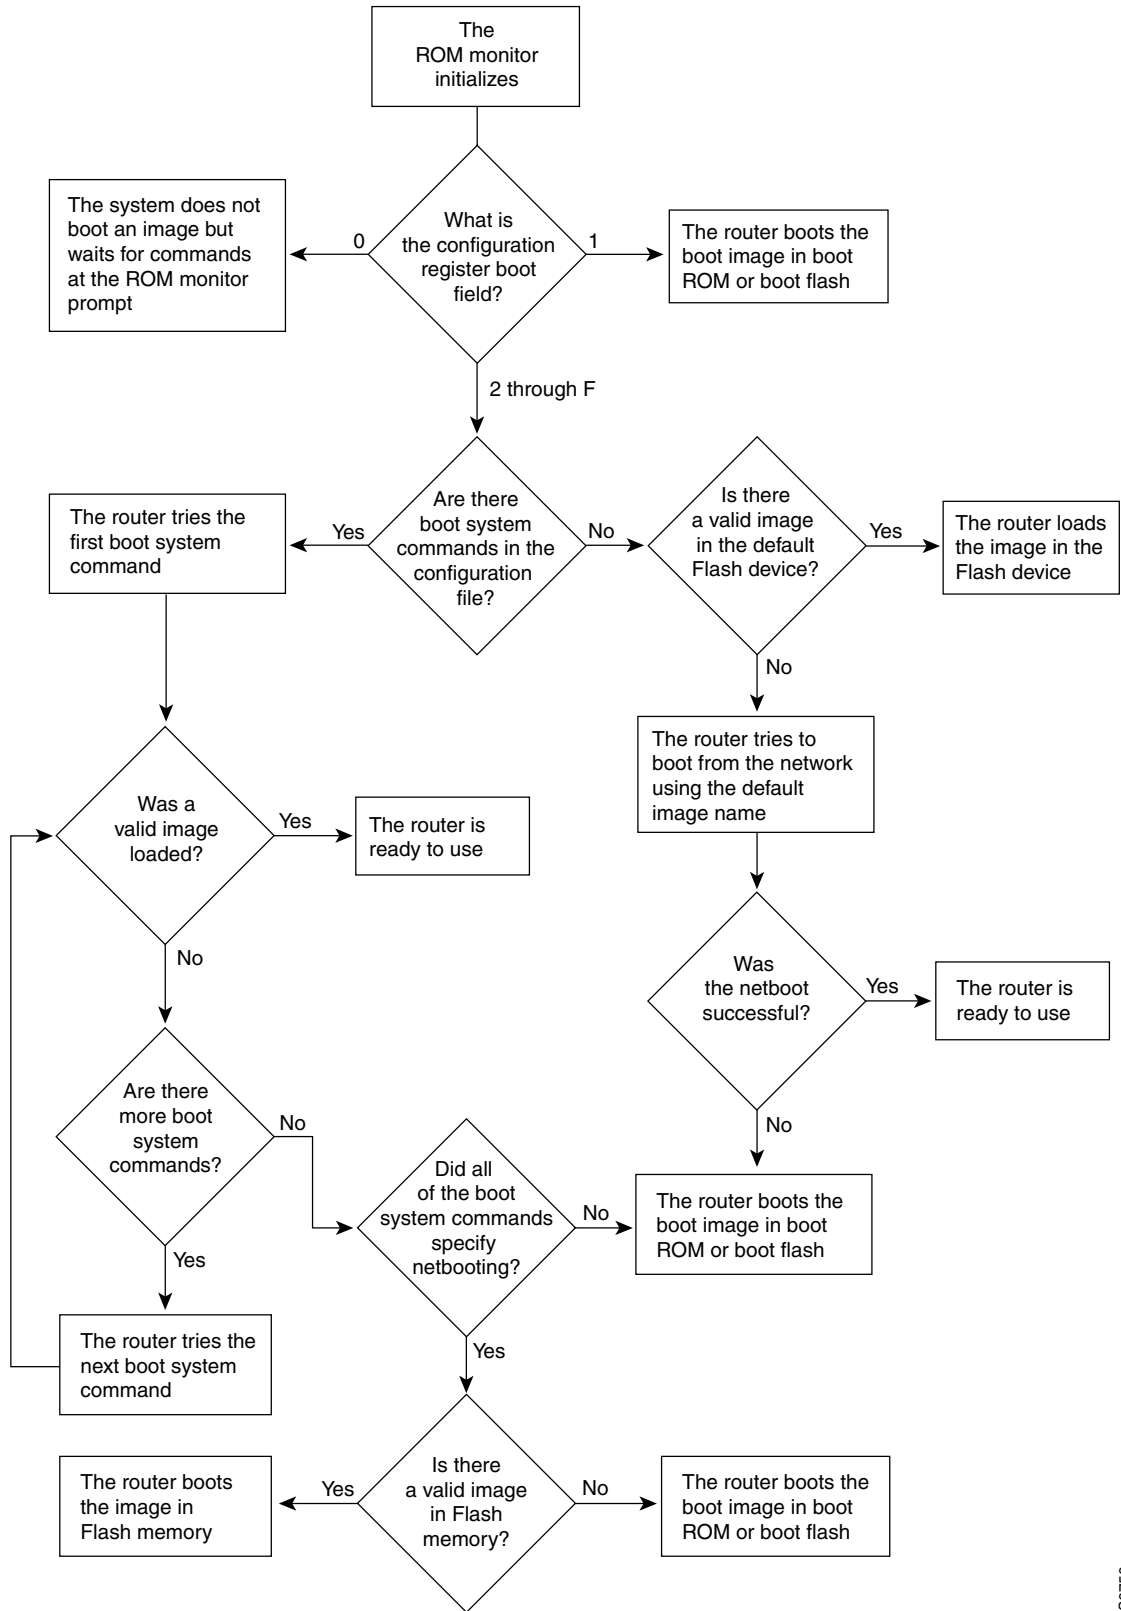 The
ROM monitor
initializes
The system does not
boot an image but
waits for commands
at the ROM monitor
prompt
0
What is
the configuration
register boot
field?
1
The router boots the
boot image in boot
ROM or boot flash
2 through F
The router tries the
first boot system
command
Yes
Are there
boot system
commands in the
configuration
file?
No
Is there
a valid image
in the default
Flash device?
Yes
The router loads
the image in the
Flash device
No
The router tries to
boot from the network
using the default
image name
Was a
valid image
loaded?
Yes
The router is
ready to use
No
Was
the netboot
successful?
Yes
The router is
ready to use
No
Are there
more boot
system
commands?
No
Did all
of the boot
system commands
specify
netbooting?
No
The router boots the
boot image in boot
ROM or boot flash
Yes
The router tries the
next boot system
command
Yes
The router boots
the image in
Flash memory
Yes
Is there
a valid image
in Flash
memory?
No
The router boots the
boot image in boot
ROM or boot flash